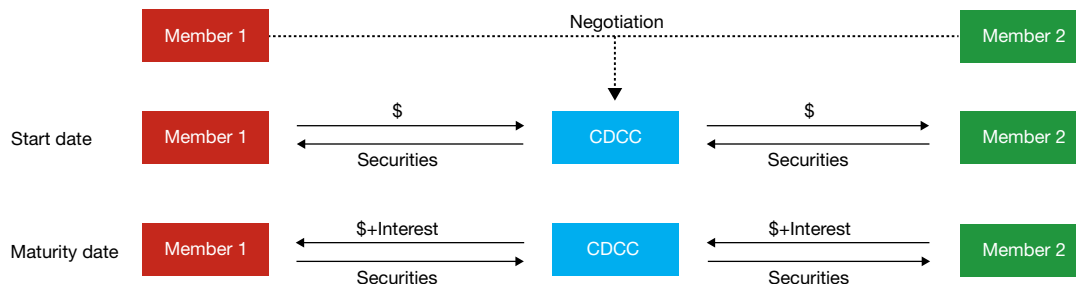 Negotiation
Member 1
Member 2
Start date
Member 1
$
Securities
CDCC
$
Securities
Member 2
Maturity date
Member 1
$+Interest
Securities
CDCC
$+Interest
Securities
Member 2